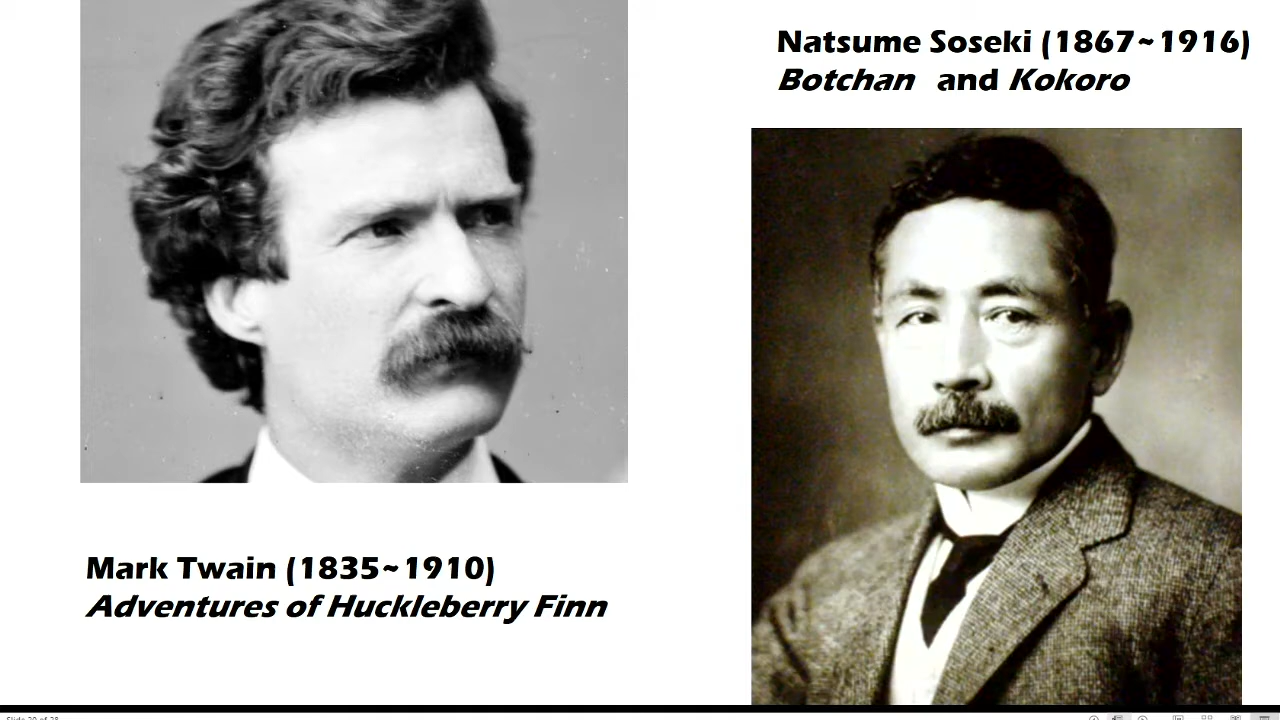 Natsume Soseki (1867~1916)
Botchan and Kokoro
Mark Twain (1835~1910)
Adventures of Huckleberry Finn